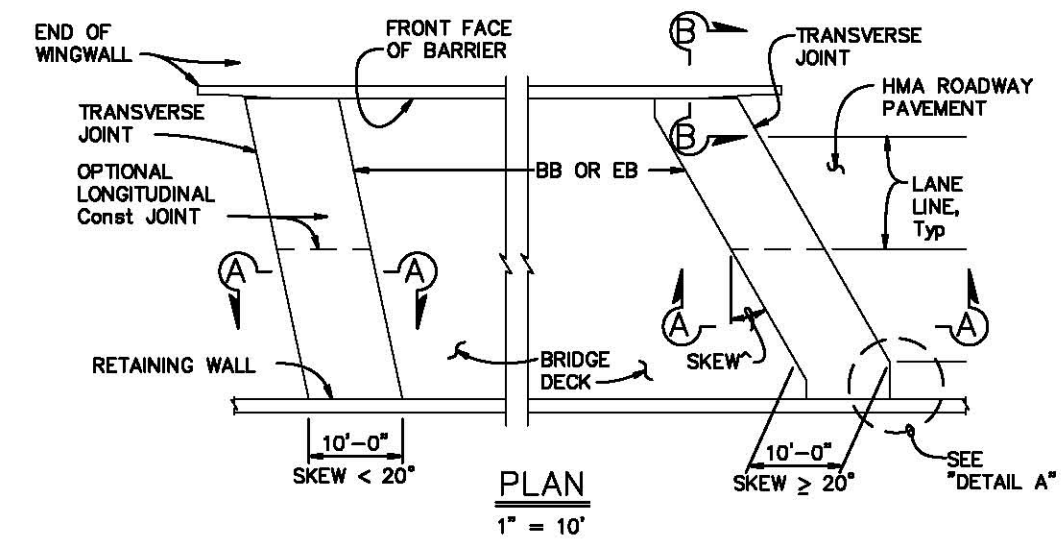 END OF
WINGWALL
FRONT FACE
OF BARRIER
B
TRANSVERSE
JOINT
HMA ROADWAY
PAVEMENT
TRANSVERSE
JOINT
B
OPTIONAL
LONGITUDINAL
Const JOINT
BB OR EB
LANE
LINE,
Typ
A
A
A
A
SKEW^
RETAINING WALL
BRIDGE
DECK
10'-0"
SKEW < 20°
10'-0"
SKEW ≥ 20°
SEE
"DETAIL A"
PLAN
1" = 10'